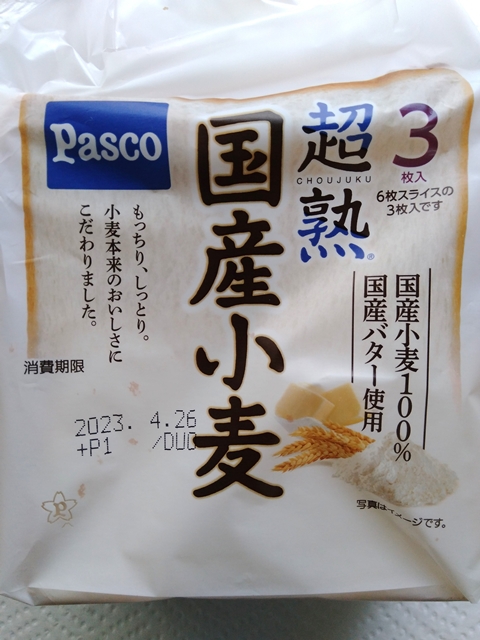 Pasco
超熟
CHOUJUKU
®
国産小麦
3
枚入
6枚スライスの
3枚入です
国産小麦100%
国産バター使用
もっちり、しっとり。
小麦本来のおいしさに
こだわりました。
消費期限
2023. 4.26
+P1 /DUD
P
写真は ージです。